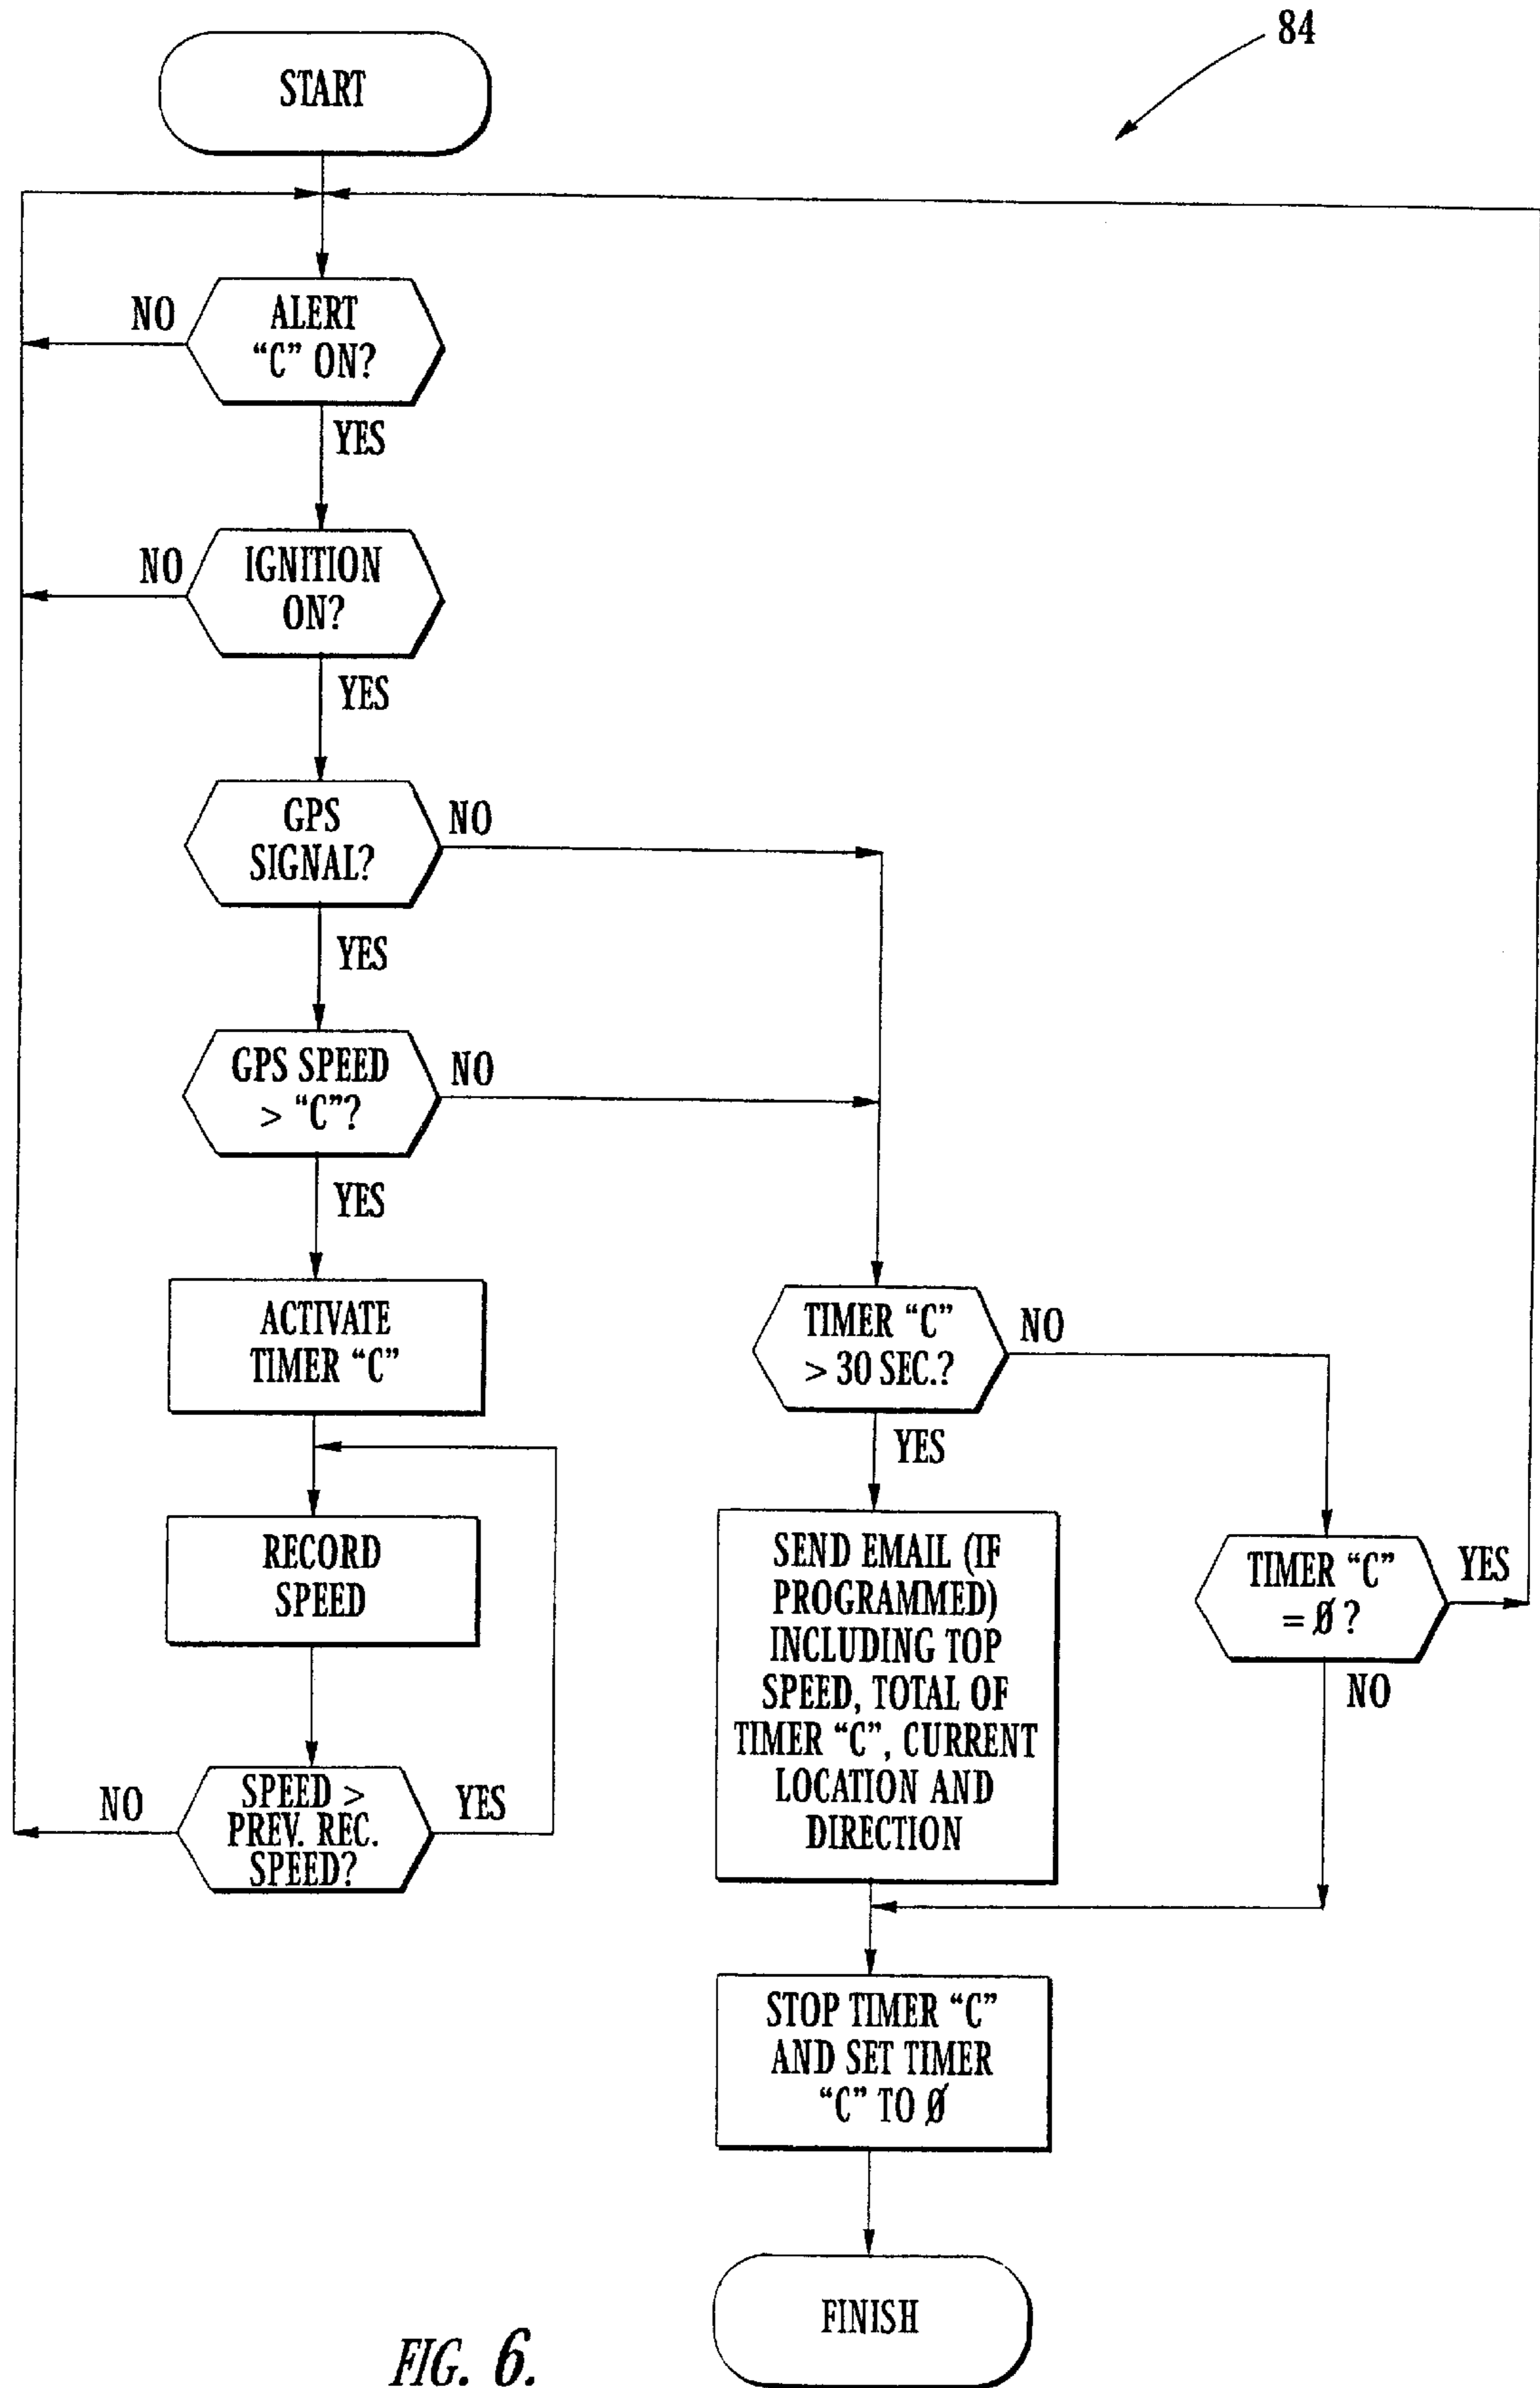 84
START
ALERT
“C” ON?
NO
YES
IGNITION
ON?
NO
YES
GPS
SIGNAL?
NO
YES
GPS SPEED
> “C”?
NO
YES
ACTIVATE
TIMER “C”
RECORD
SPEED
SPEED >
PREV. REC.
SPEED?
NO
YES
TIMER “C”
> 30 SEC.?
NO
YES
TIMER “C”
= Ø ?
YES
NO
SEND EMAIL (IF
PROGRAMMED)
INCLUDING TOP
SPEED, TOTAL OF
TIMER “C”, CURRENT
LOCATION AND
DIRECTION
STOP TIMER “C”
AND SET TIMER
“C” TO Ø
FINISH
FIG. 6.